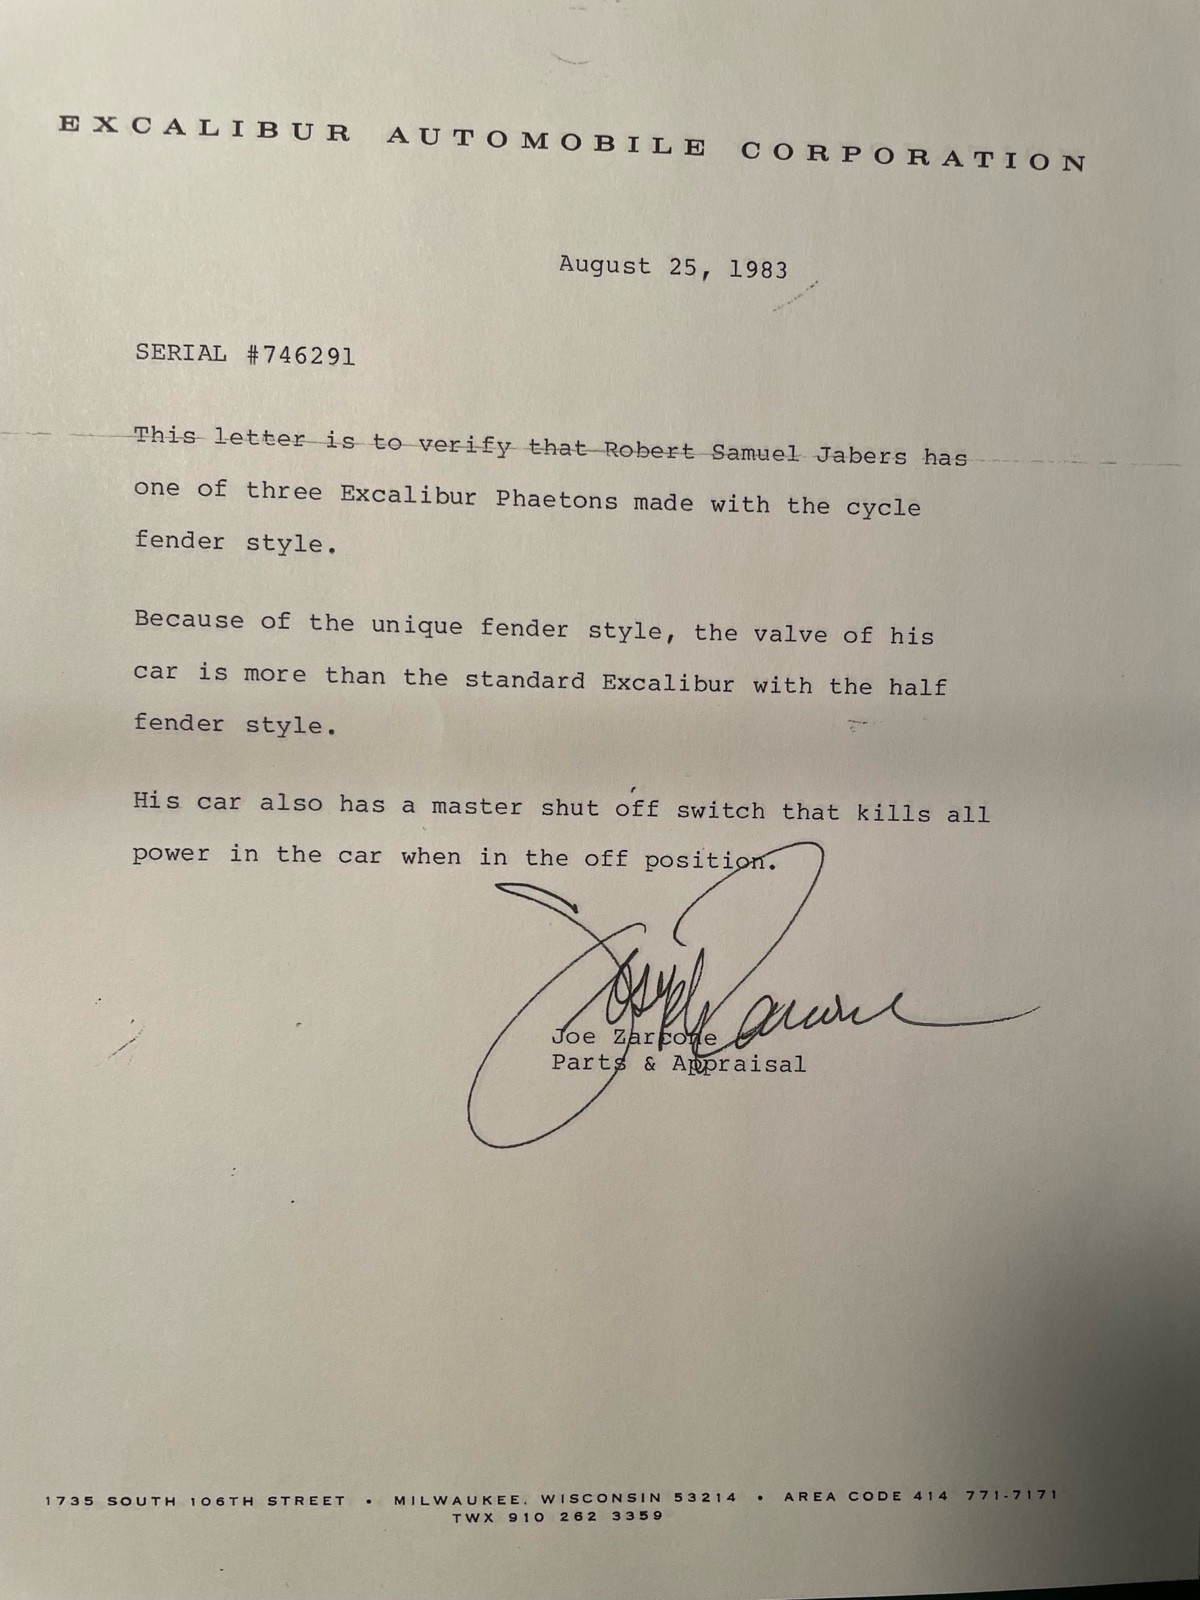 EXCALIBUR AUTOMOBILE CORPORATION
August 25, 1983
SERIAL #746291
This letter is to verify that Robert Samuel Jabers has
one of three Excalibur Phaetons made with the cycle
fender style.
Because of the unique fender style, the valve of his
car is more than the standard Excalibur with the half
fender style.
His car also has a master shut off switch that kills all
power in the car when in the off position.
Joseph Zarcone
Joe Zarcone
Parts & Appraisal
1735 SOUTH 106TH STREET • MILWAUKEE, WISCONSIN 53214 • AREA CODE 414 771-7171
TWX 910 262 3359